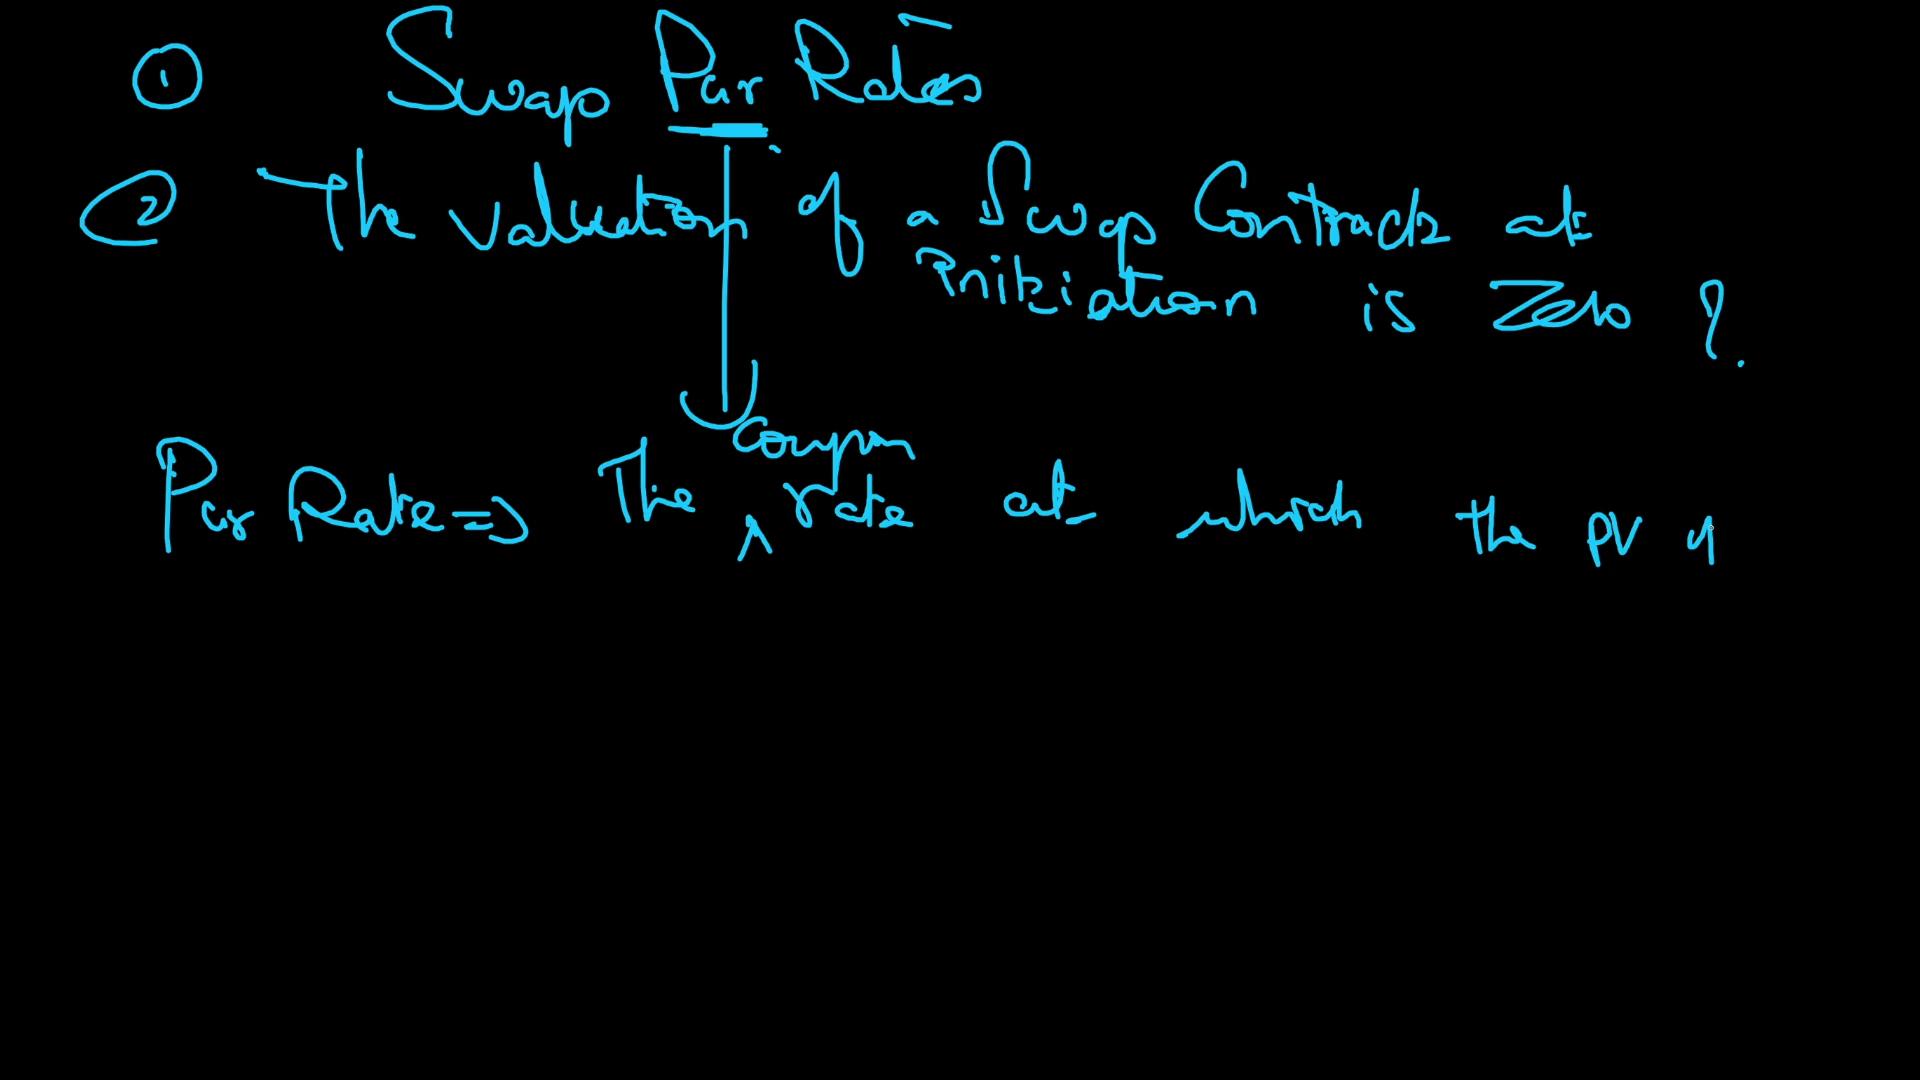 ① Swap Par Rates
② The valuation of a Swap Contract at
initiation is Zero ?
Par Rate => The coupon rate at which the PV of